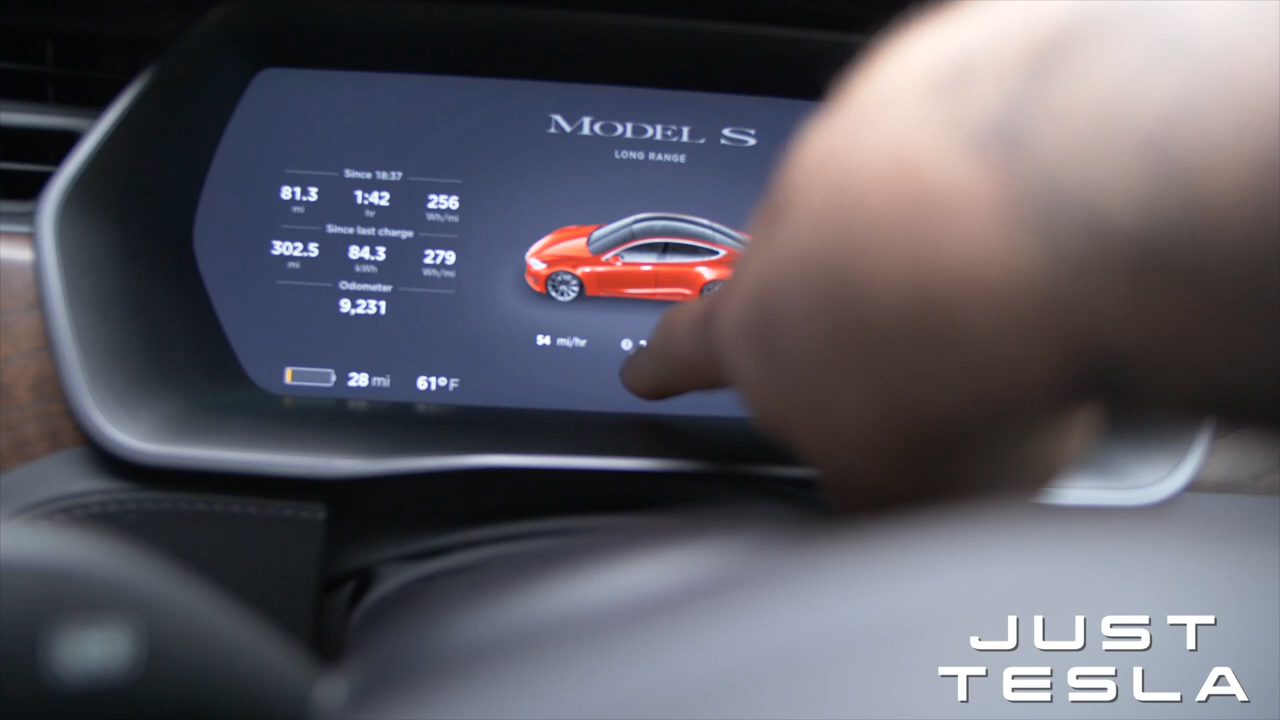 MODEL S
LONG RANGE
Since 18:37
81.3 1:42 256
mi hr Wh/mi
Since last charge
302.5 84.3 279
mi kWh Wh/mi
Odometer
9,231
54 mi/hr
28 mi 61°F
JUST
TESLA